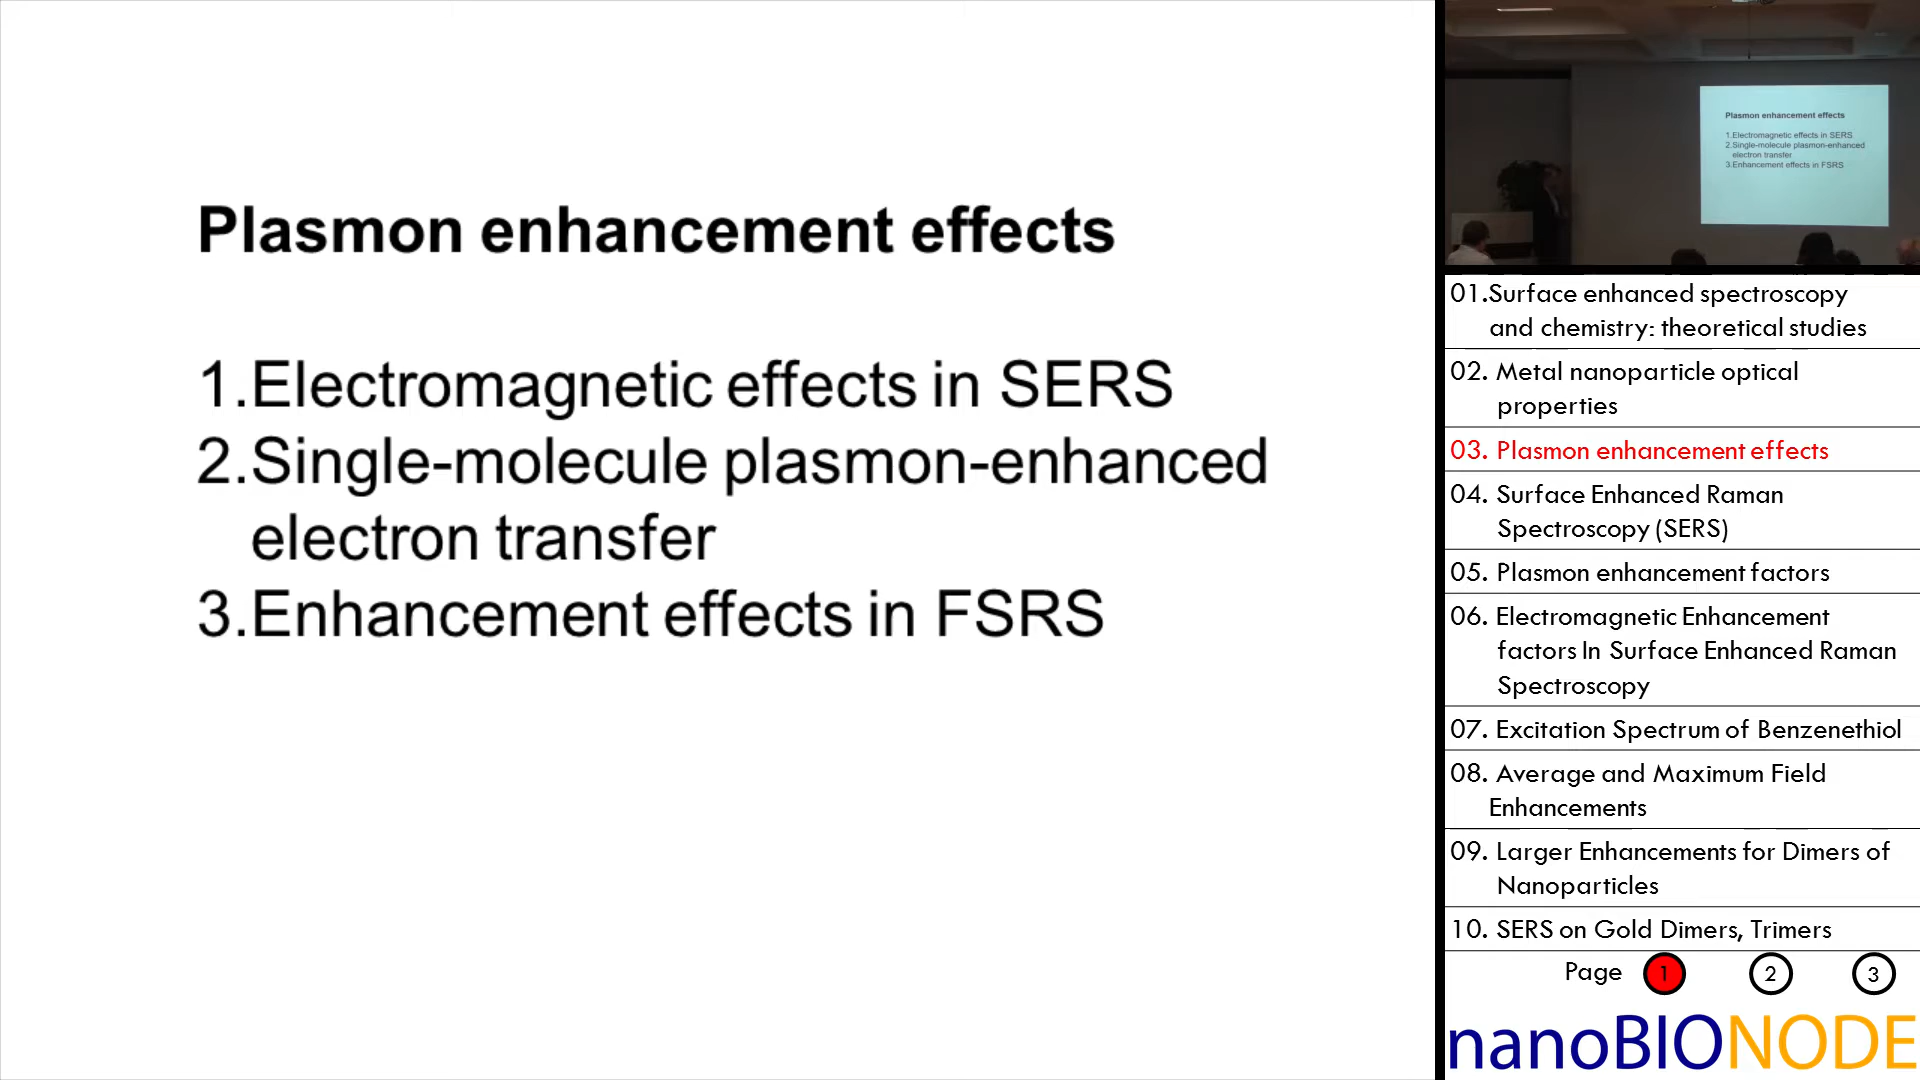 Plasmon enhancement effects
1.Electromagnetic effects in SERS
2.Single-molecule plasmon-enhanced
electron transfer
3.Enhancement effects in FSRS
Plasmon enhancement effects
1.Electromagnetic effects in SERS
2.Single-molecule plasmon-enhanced
electron transfer
3.Enhancement effects in FSRS
01.Surface enhanced spectroscopy
and chemistry: theoretical studies
02. Metal nanoparticle optical
properties
03. Plasmon enhancement effects
04. Surface Enhanced Raman
Spectroscopy (SERS)
05. Plasmon enhancement factors
06. Electromagnetic Enhancement
factors In Surface Enhanced Raman
Spectroscopy
07. Excitation Spectrum of Benzenethiol
08. Average and Maximum Field
Enhancements
09. Larger Enhancements for Dimers of
Nanoparticles
10. SERS on Gold Dimers, Trimers
Page 1 2 3
nanoBIONODE